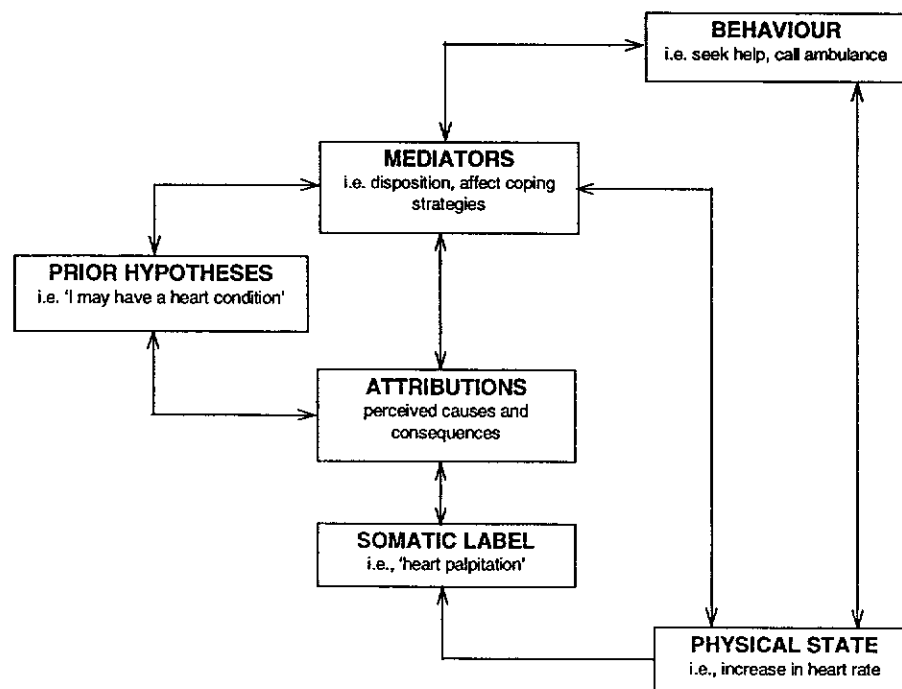 BEHAVIOUR
i.e. seek help, call ambulance
MEDIATORS
i.e. disposition, affect coping
strategies
PRIOR HYPOTHESES
i.e. 'I may have a heart condition'
ATTRIBUTIONS
perceived causes and
consequences
SOMATIC LABEL
i.e., 'heart palpitation'
PHYSICAL STATE
i.e., increase in heart rate